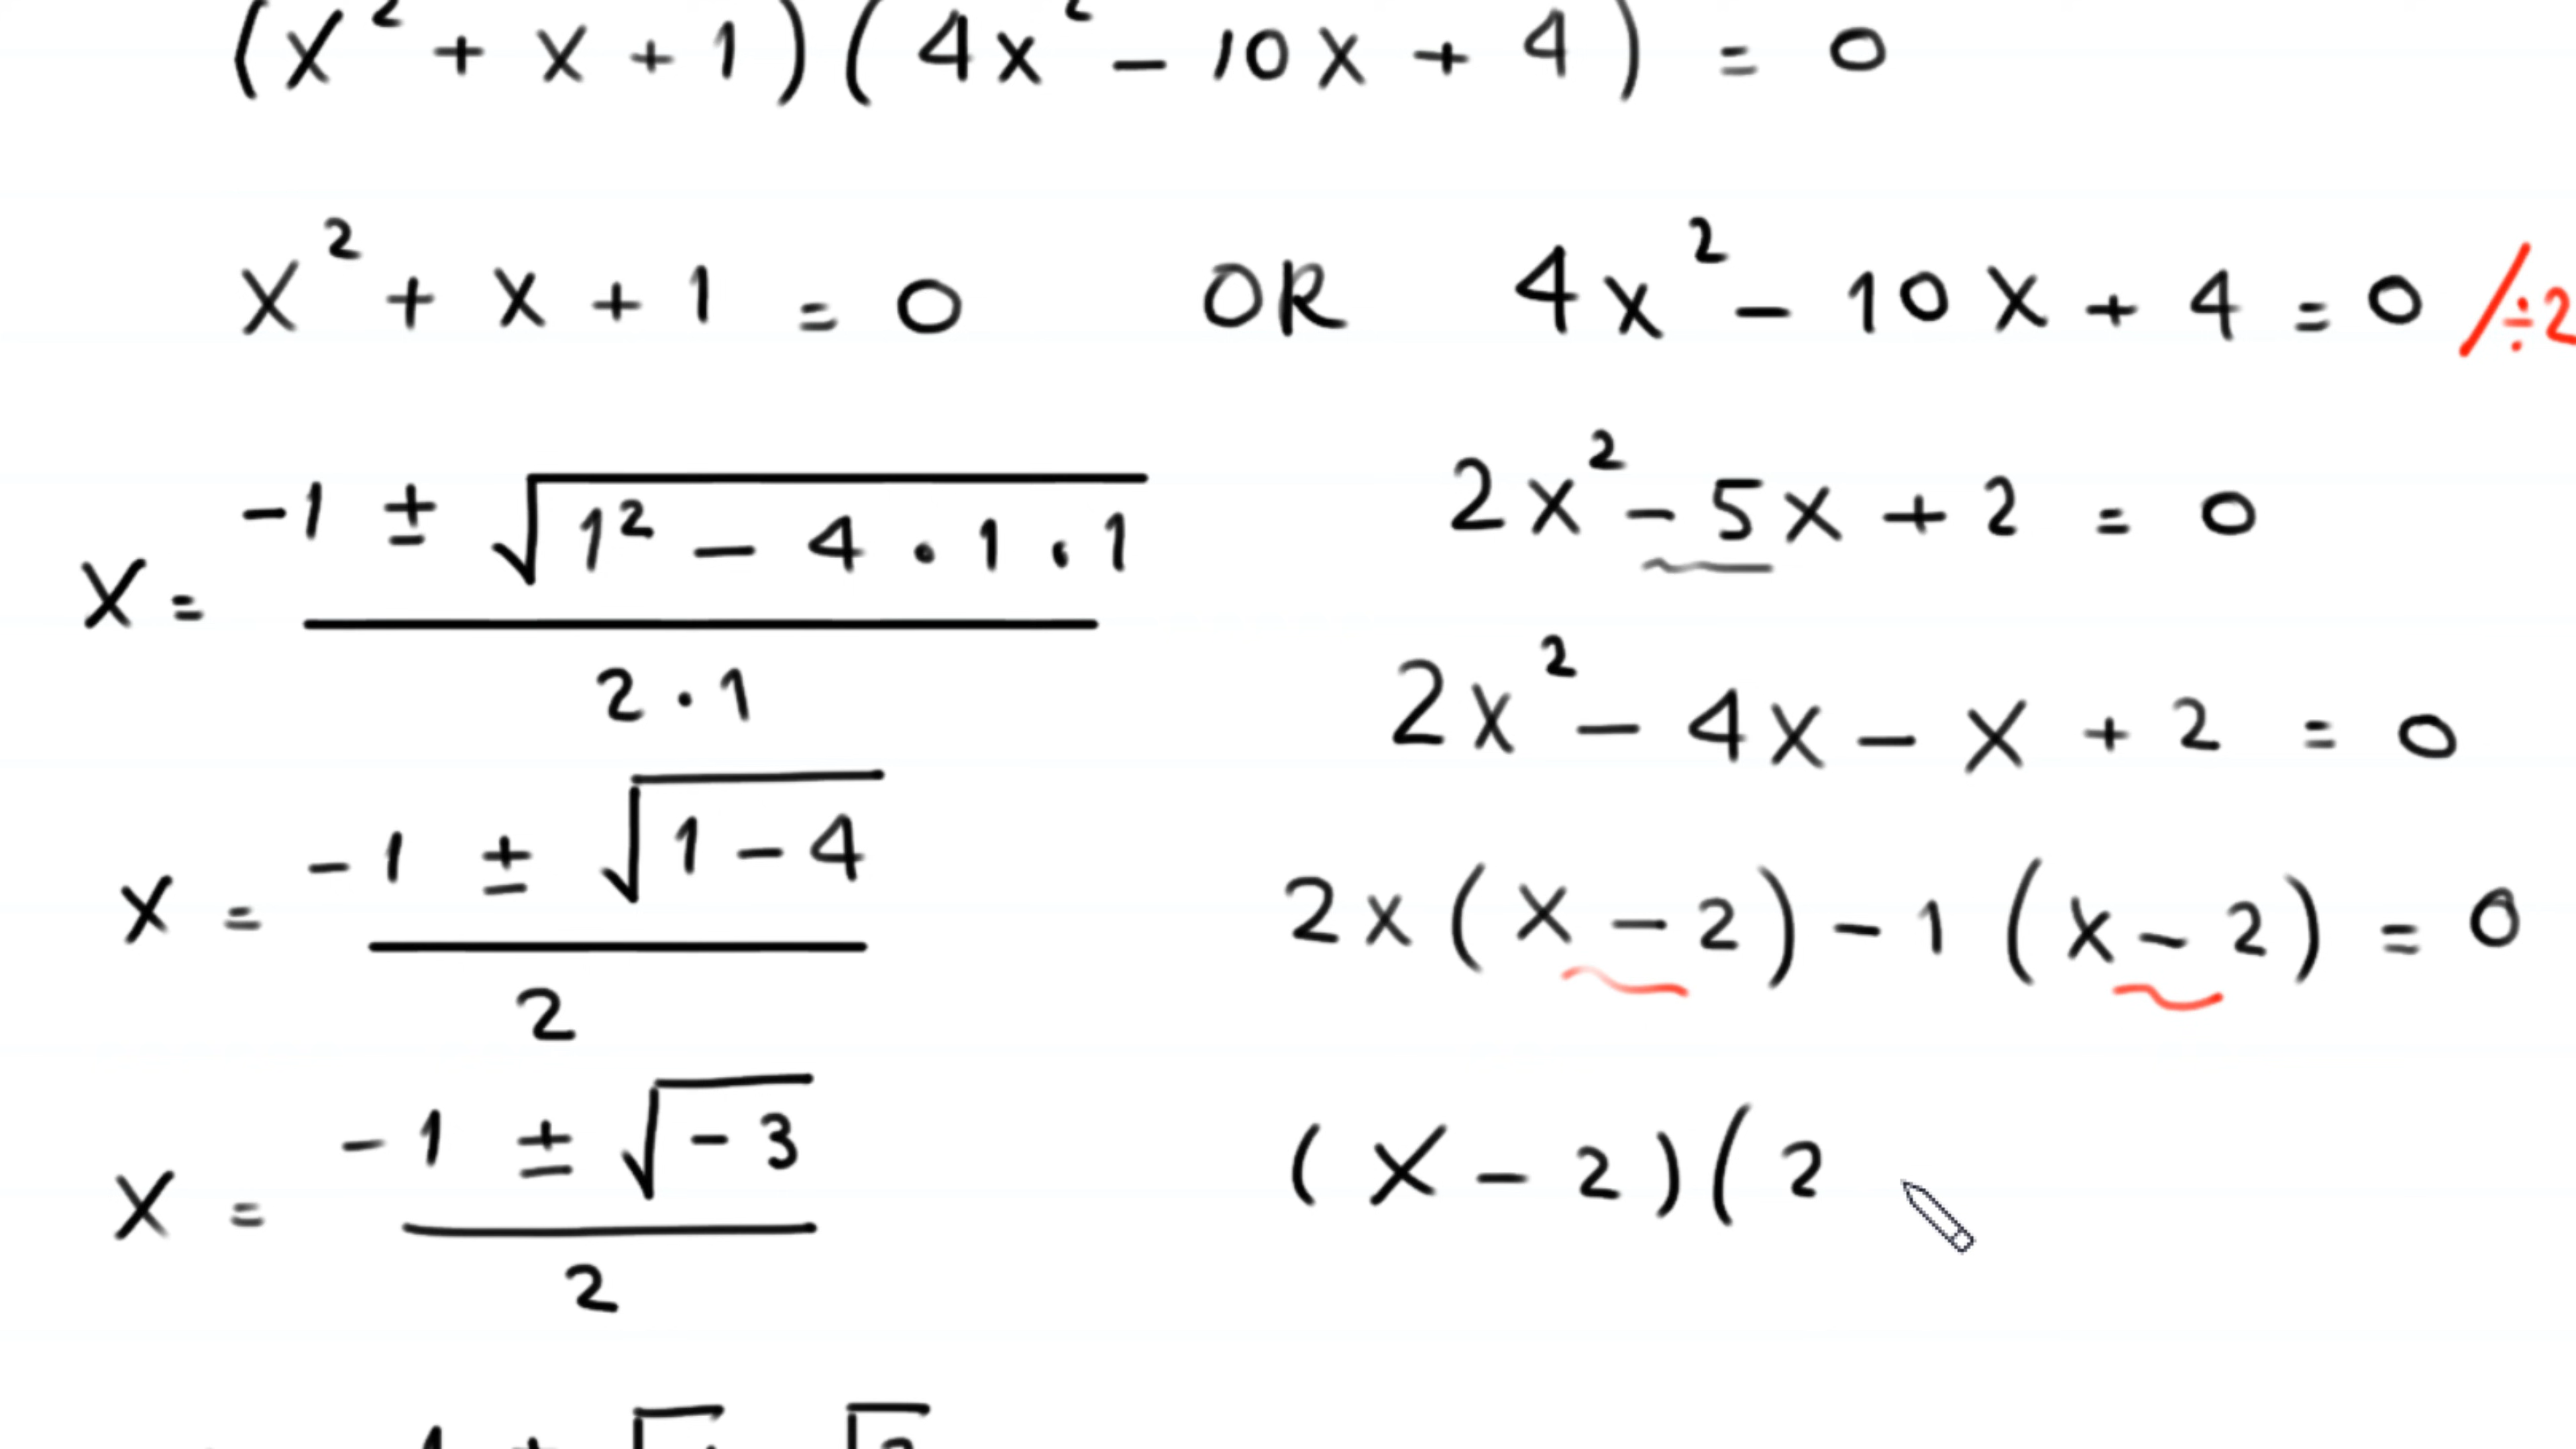 (x² + x + 1)(4x² - 10x + 4) = 0
x² + x + 1 = 0 OR 4x² - 10x + 4 = 0 /÷2
x = (-1 ± √(1² - 4 · 1 · 1)) / (2 · 1)
x = (-1 ± √(1 - 4)) / 2
x = (-1 ± √(-3)) / 2
2x² - 5x + 2 = 0
2x² - 4x - x + 2 = 0
2x(x - 2) - 1(x - 2) = 0
(x - 2)(2